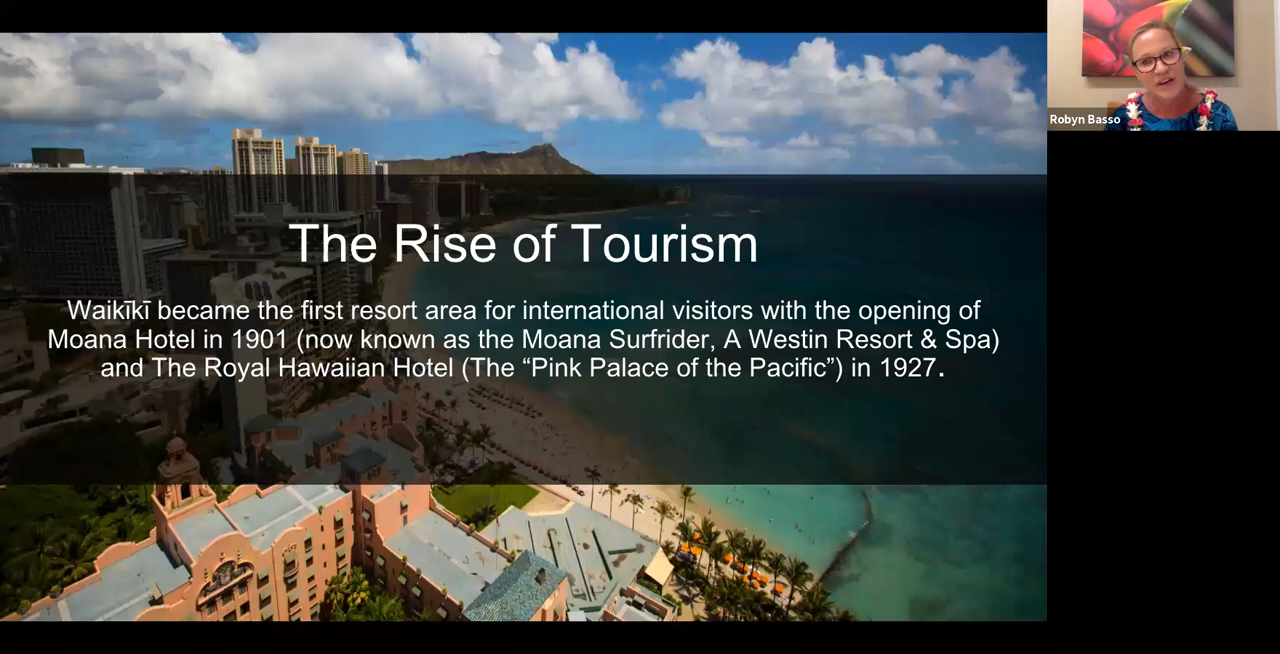 The Rise of Tourism
Waikīkī became the first resort area for international visitors with the opening of
Moana Hotel in 1901 (now known as the Moana Surfrider, A Westin Resort & Spa)
and The Royal Hawaiian Hotel (The “Pink Palace of the Pacific”) in 1927.
Robyn Basso